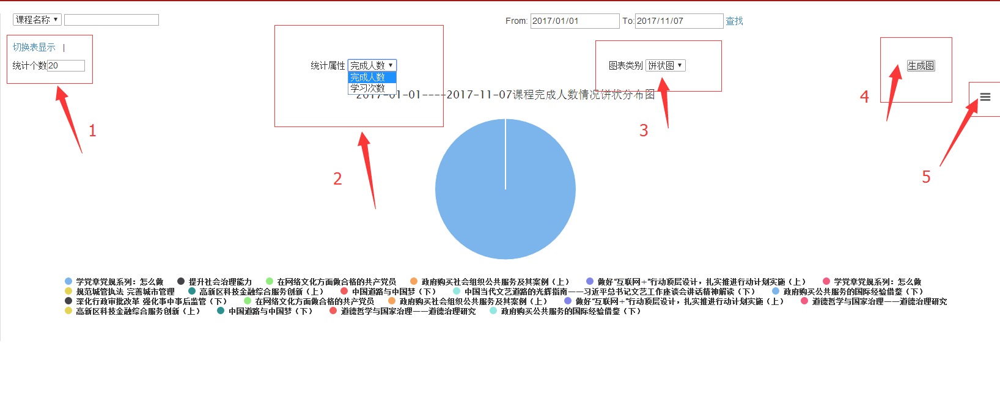 课程名称 From: 2017/01/01 To: 2017/11/07 查找
切换表显示 |
统计个数 20 统计属性 完成人数 图表类别 饼状图 生成图
完成人数
学习次数
2017-01-01----2017-11-07课程完成人数情况饼状分布图
1 2 3 4 5
学党章党规系列：怎么做 提升社会治理能力 在网络文化方面做合格的共产党员 政府购买社会组织公共服务及其案例（上） 做好“互联网+”行动顶层设计，扎实推进行动计划实施（上） 学党章党规系列：怎么做
规范城管执法 完善城市管理 高新区科技金融综合服务创新（上） 中国道路与中国梦（下） 中国当代文艺道路的光辉指南——习近平总书记文艺工作座谈会讲话精神解读（下） 政府购买公共服务的国际经验借鉴（下）
深化行政审批改革 强化事中事后监管（下） 在网络文化方面做合格的共产党员 政府购买社会组织公共服务及其案例（上） 做好“互联网+”行动顶层设计，扎实推进行动计划实施（上） 道德哲学与国家治理——道德治理研究
高新区科技金融综合服务创新（上） 中国道路与中国梦（下） 道德哲学与国家治理——道德治理研究 政府购买公共服务的国际经验借鉴（下）